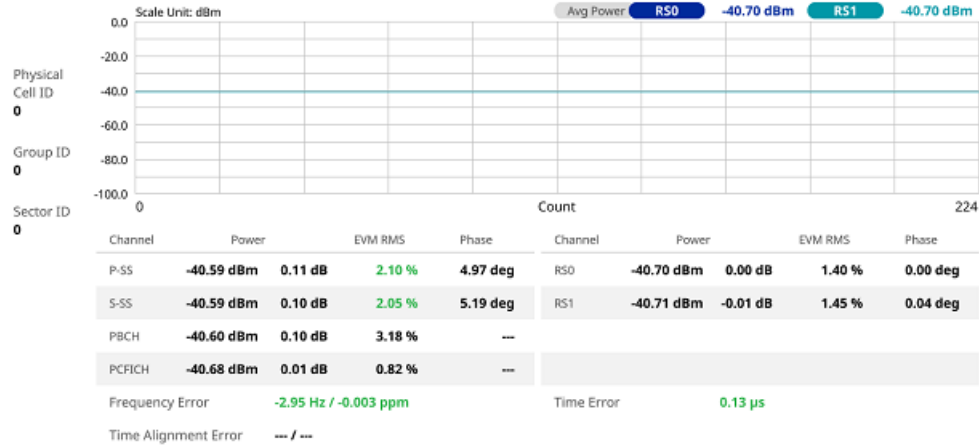 Scale Unit: dBm Avg Power RS0 -40.70 dBm RS1 -40.70 dBm
0.0
-20.0
Physical
Cell ID
0
-40.0
-60.0
Group ID
0
-80.0
-100.0
Sector ID
0
0 Count 224
Channel Power EVM RMS Phase Channel Power EVM RMS Phase
P-SS -40.59 dBm 0.11 dB 2.10 % 4.97 deg RS0 -40.70 dBm 0.00 dB 1.40 % 0.00 deg
S-SS -40.59 dBm 0.10 dB 2.05 % 5.19 deg RS1 -40.71 dBm -0.01 dB 1.45 % 0.04 deg
PBCH -40.60 dBm 0.10 dB 3.18 % ---
PCFICH -40.68 dBm 0.01 dB 0.82 % ---
Frequency Error -2.95 Hz / -0.003 ppm Time Error 0.13 µs
Time Alignment Error --- / ---